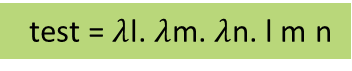 test = λl. λm. λn. l m n